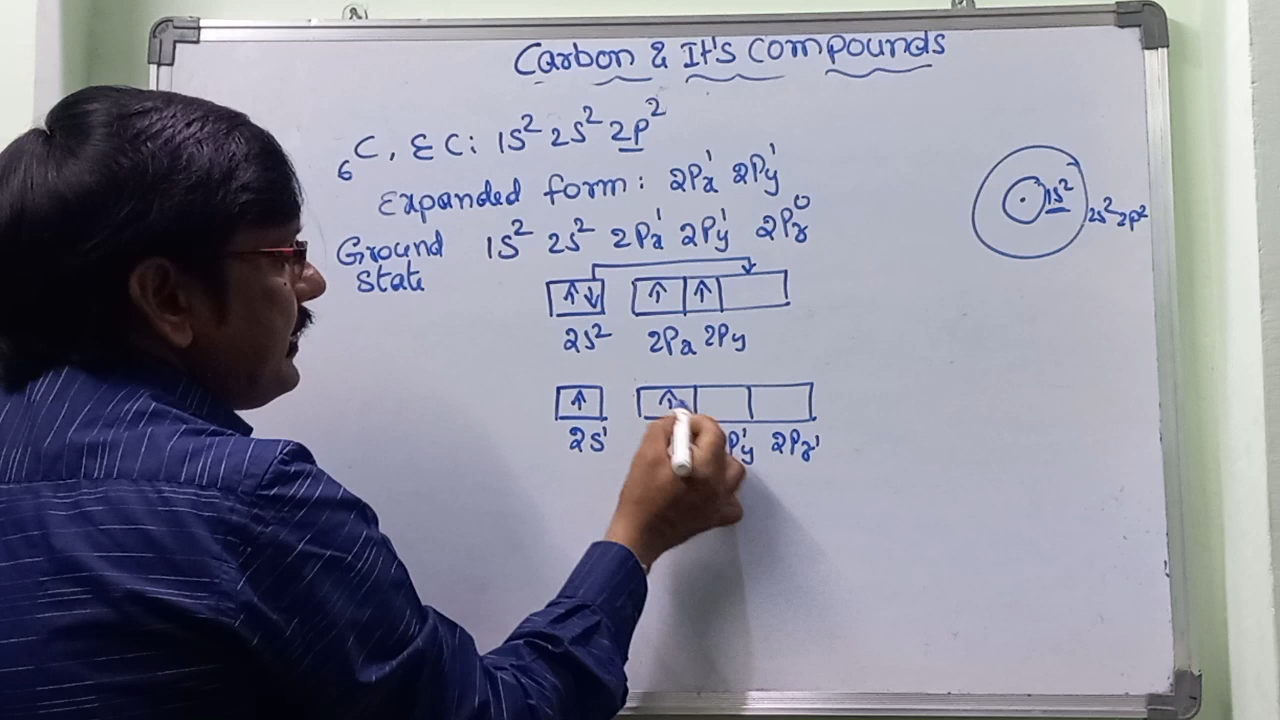 Carbon & It's Compounds
₆C, EC: 1S² 2S² 2P²
Expanded form: 2Px¹ 2Py¹
Ground State 1S² 2S² 2Px¹ 2Py¹ 2Pz⁰
1S²
2S² 2P²
↑↓ ↑ ↑
2S² 2Px 2Py
↑ ↑
2S¹ Py¹ 2Pz¹